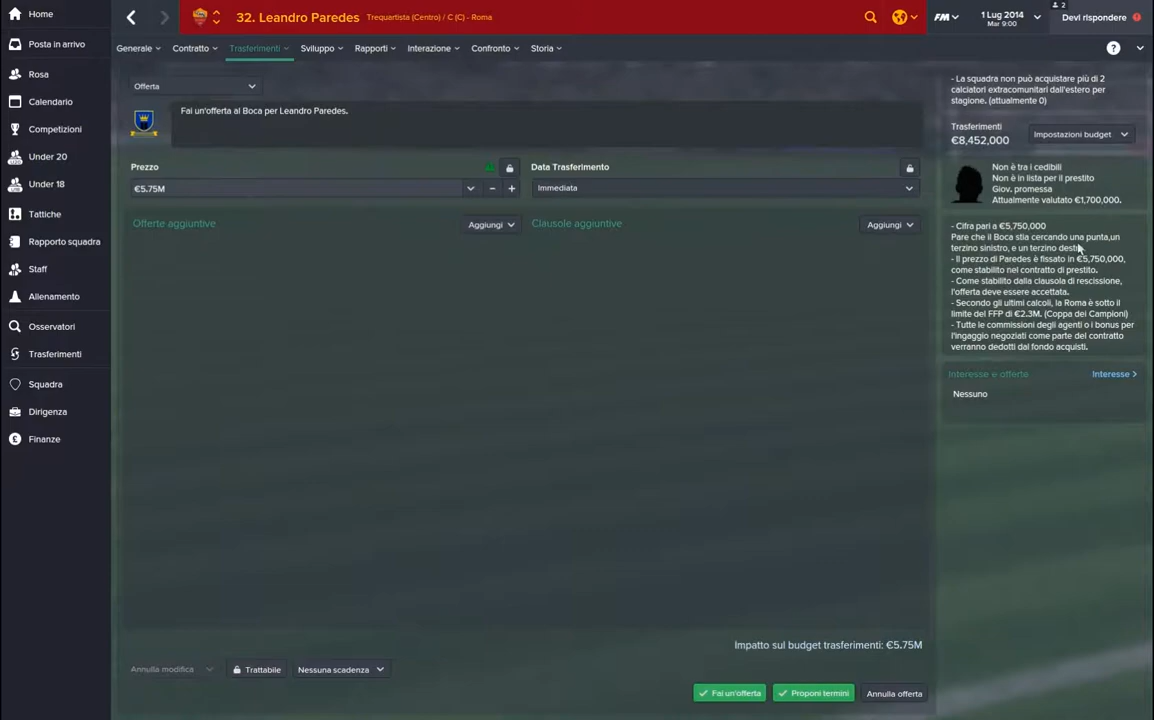 Home
Posta in arrivo
Rosa
Calendario
Competizioni
Under 20
Under 18
Tattiche
Rapporto squadra
Staff
Allenamento
Osservatori
Trasferimenti
Squadra
Dirigenza
Finanze
32. Leandro Paredes
Trequartista (Centro) / C (C) - Roma
FM
1 Lug 2014
Mar 9:00
2
Devi rispondere
Generale
Contratto
Trasferimenti
Sviluppo
Rapporti
Interazione
Confronto
Storia
?
Offerta
Fai un'offerta al Boca per Leandro Paredes.
Prezzo
€5.75M
Data Trasferimento
Immediata
Offerte aggiuntive
Aggiungi
Clausole aggiuntive
Aggiungi
Impatto sul budget trasferimenti: €5.75M
Annulla modifica
Trattabile
Nessuna scadenza
Fai un'offerta
Proponi termini
Annulla offerta
- La squadra non può acquistare più di 2
calciatori extracomunitari dall'estero per
stagione. (attualmente 0)
Trasferimenti
€8,452,000
Impostazioni budget
Non è tra i cedibili
Non è in lista per il prestito
Giov. promessa
Attualmente valutato €1,700,000.
- Cifra pari a €5,750,000
Pare che il Boca stia cercando una punta,un
terzino sinistro, e un terzino destro.
- Il prezzo di Paredes è fissato in €5,750,000,
come stabilito nel contratto di prestito.
- Come stabilito dalla clausola di rescissione,
l'offerta deve essere accettata.
- Secondo gli ultimi calcoli, la Roma è sotto il
limite del FFP di €2.3M. (Coppa dei Campioni)
- Tutte le commissioni degli agenti o i bonus per
l'ingaggio negoziati come parte del contratto
verranno dedotti dal fondo acquisti.
Interesse e offerte
Interesse >
Nessuno